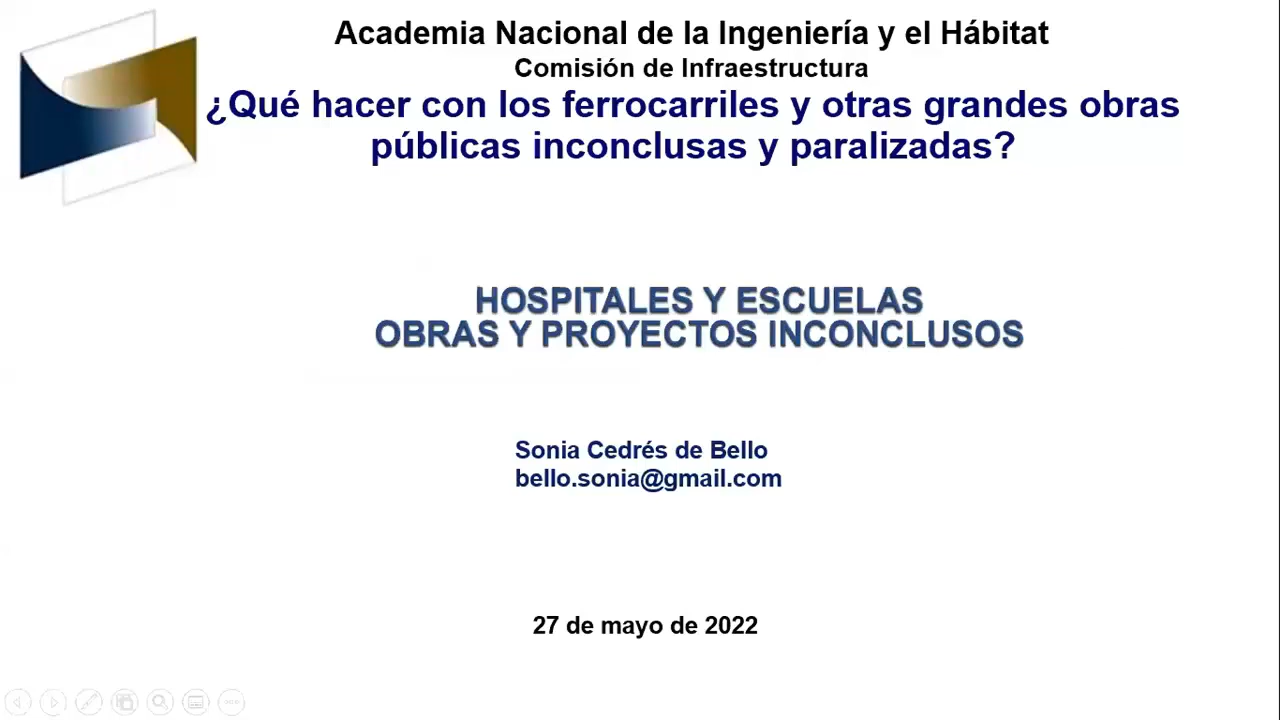 Academia Nacional de la Ingeniería y el Hábitat
Comisión de Infraestructura
¿Qué hacer con los ferrocarriles y otras grandes obras
públicas inconclusas y paralizadas?
HOSPITALES Y ESCUELAS
OBRAS Y PROYECTOS INCONCLUSOS
Sonia Cedrés de Bello
bello.sonia@gmail.com
27 de mayo de 2022